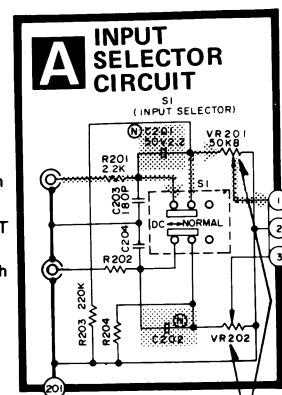 A
INPUT
SELECTOR
CIRCUIT
S1
(INPUT SELECTOR)
N
C201
50V2.2
VR201
50KB
R201
2.2K
S1
C203
80P
DC
NORMAL
C204
R202
220K
R203
R204
N
C202
VR202
1
2
3
201
T
h